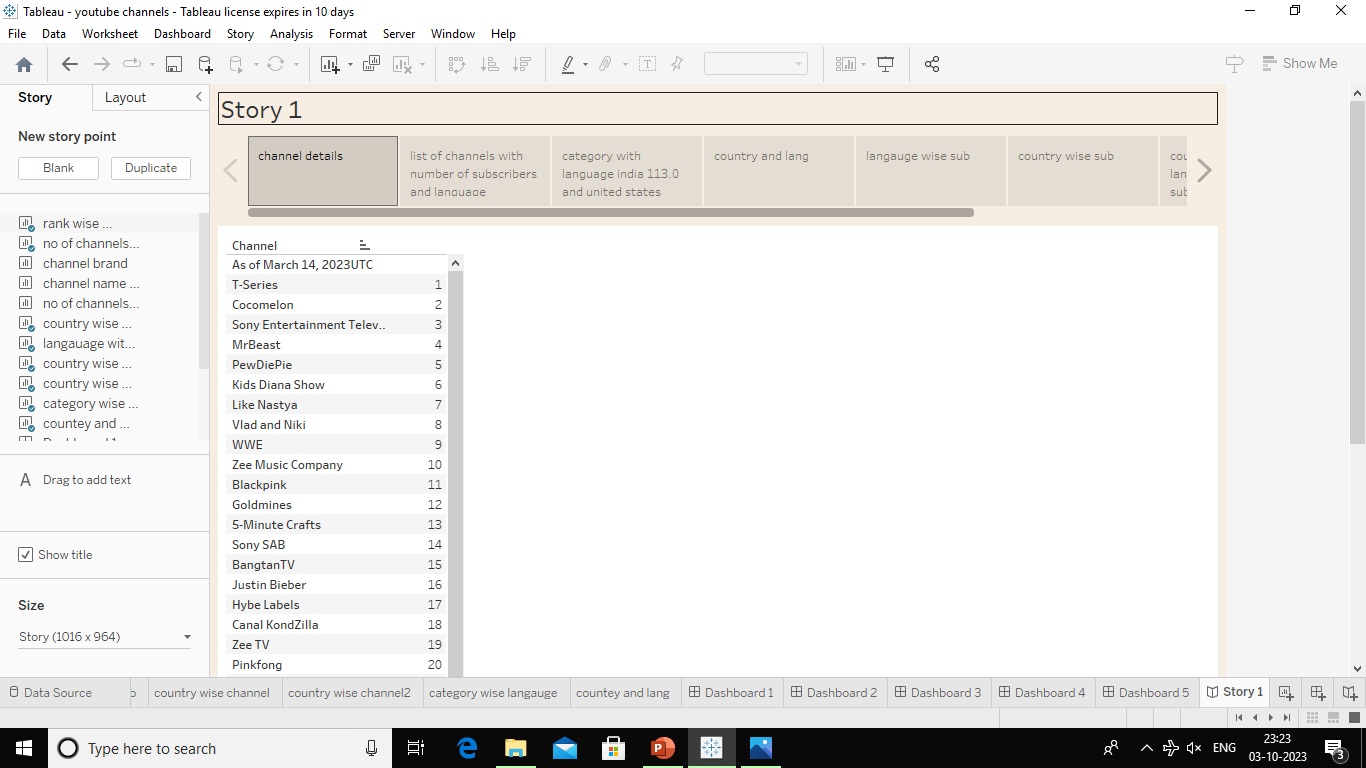 Tableau - youtube channels - Tableau license expires in 10 days
File Data Worksheet Dashboard Story Analysis Format Server Window Help
Show Me
Story Layout
New story point
Blank Duplicate
rank wise ...
no of channels...
channel brand
channel name ...
no of channels...
country wise ...
langauage wit...
country wise ...
country wise ...
category wise ...
countey and ...
A Drag to add text
Show title
Size
Story (1016 x 964)
Story 1
channel details
list of channels with
number of subscribers
and language
category with
language india 113.0
and united states
country and lang
langauge wise sub
country wise sub
cou
lan
sub
Channel
As of March 14, 2023UTC
T-Series 1
Cocomelon 2
Sony Entertainment Telev.. 3
MrBeast 4
PewDiePie 5
Kids Diana Show 6
Like Nastya 7
Vlad and Niki 8
WWE 9
Zee Music Company 10
Blackpink 11
Goldmines 12
5-Minute Crafts 13
Sony SAB 14
BangtanTV 15
Justin Bieber 16
Hybe Labels 17
Canal KondZilla 18
Zee TV 19
Pinkfong 20
Data Source country wise channel country wise channel2 category wise langauge countey and lang Dashboard 1 Dashboard 2 Dashboard 3 Dashboard 4 Dashboard 5 Story 1
Type here to search
ENG
23:23
03-10-2023
3